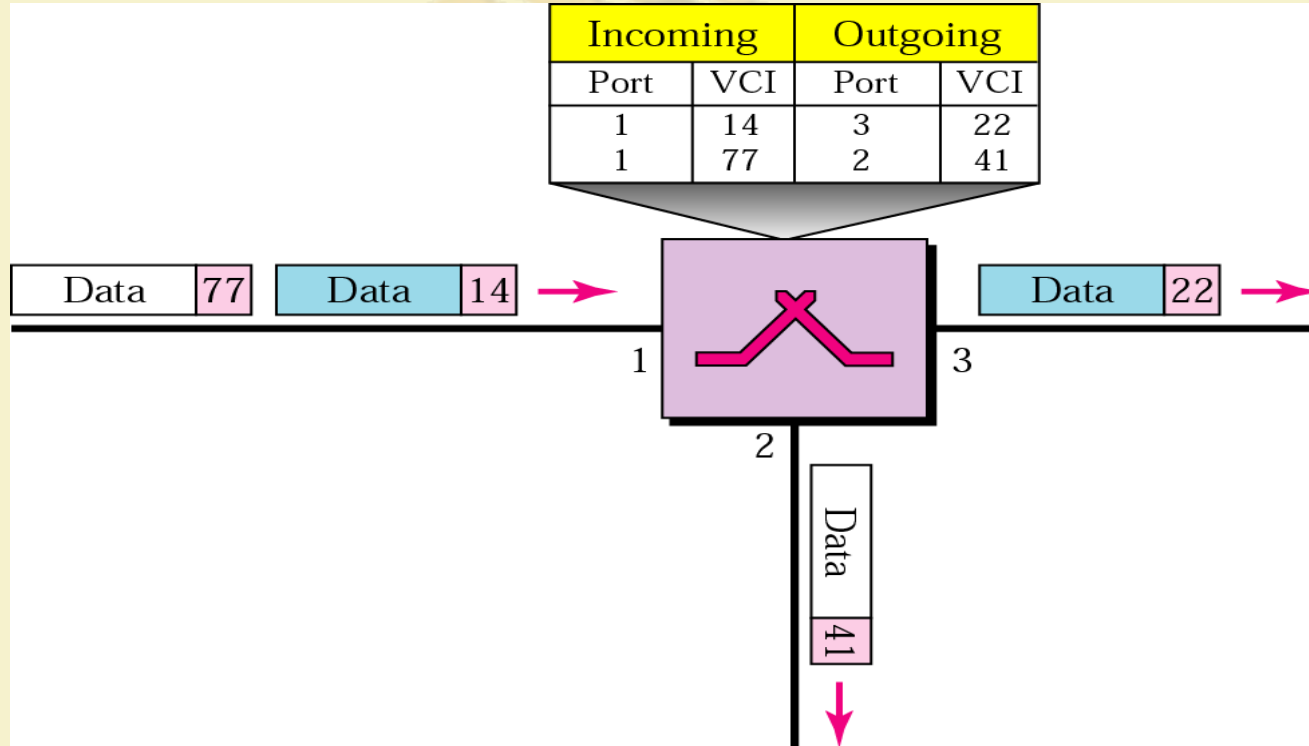 Incoming Outgoing
Port VCI Port VCI
1 14 3 22
1 77 2 41
Data 77 Data 14 Data 22
1 3
2
Data 41